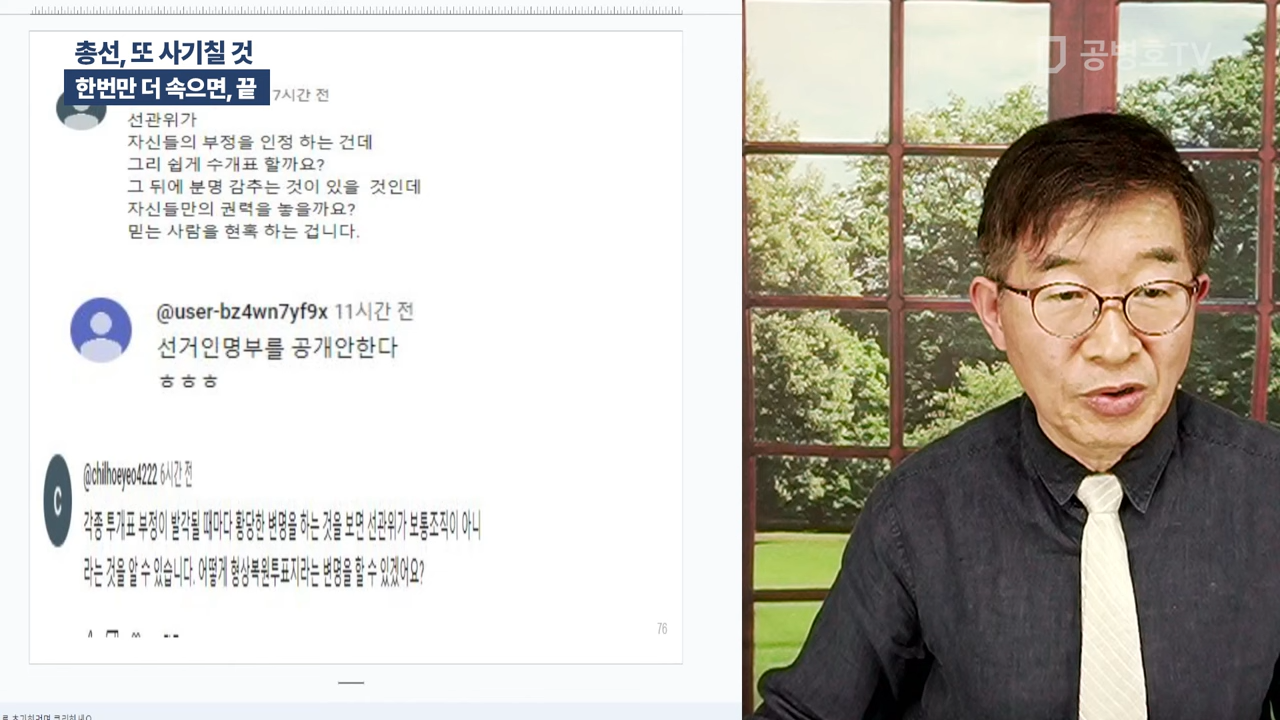 총선, 또 사기칠 것
한번만 더 속으면, 끝
공병호TV
7시간 전
선관위가
자신들의 부정을 인정 하는 건데
그리 쉽게 수개표 할까요?
그 뒤에 분명 감추는 것이 있을 것인데
자신들만의 권력을 놓을까요?
믿는 사람을 현혹 하는 겁니다.
@user-bz4wn7yf9x 11시간 전
선거인명부를 공개안한다
ㅎㅎㅎ
C
@chilhoeyeo4222 6시간 전
각종 투개표 부정이 발각될 때마다 황당한 변명을 하는 것을 보면 선관위가 보통조직이 아니
라는 것을 알 수 있습니다. 어떻게 형상복원투표지라는 변명을 할 수 있겠어요?
76